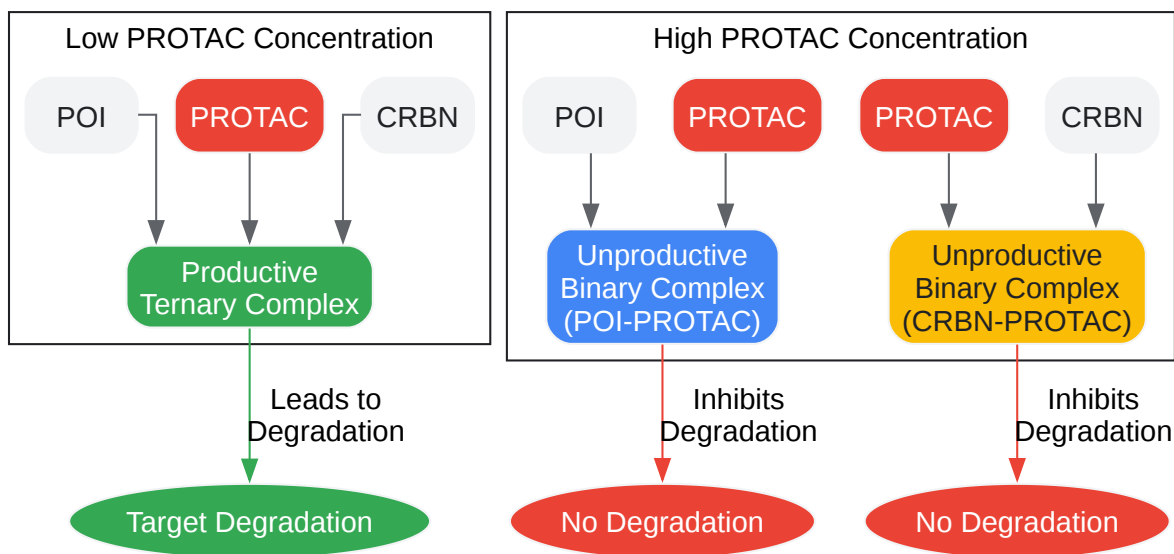 Low PROTAC Concentration
POI
PROTAC
CRBN
Productive
Ternary Complex
Leads to
Degradation
Target Degradation
High PROTAC Concentration
POI
PROTAC
PROTAC
CRBN
Unproductive
Binary Complex
(POI-PROTAC)
Unproductive
Binary Complex
(CRBN-PROTAC)
Inhibits
Degradation
Inhibits
Degradation
No Degradation
No Degradation